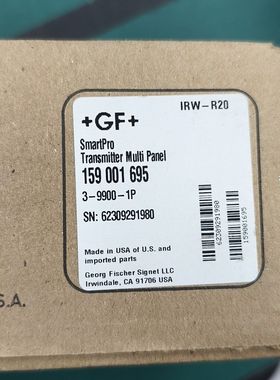 +GF+
IRW-R20
SmartPro
Transmitter Multi Panel
159 001 695
3-9900-1P
SN: 62309291980
Made in USA of U.S. and
imported parts
Georg Fischer Signet LLC
Irwindale, CA 91706 USA
62309291980
159001695
S.A.